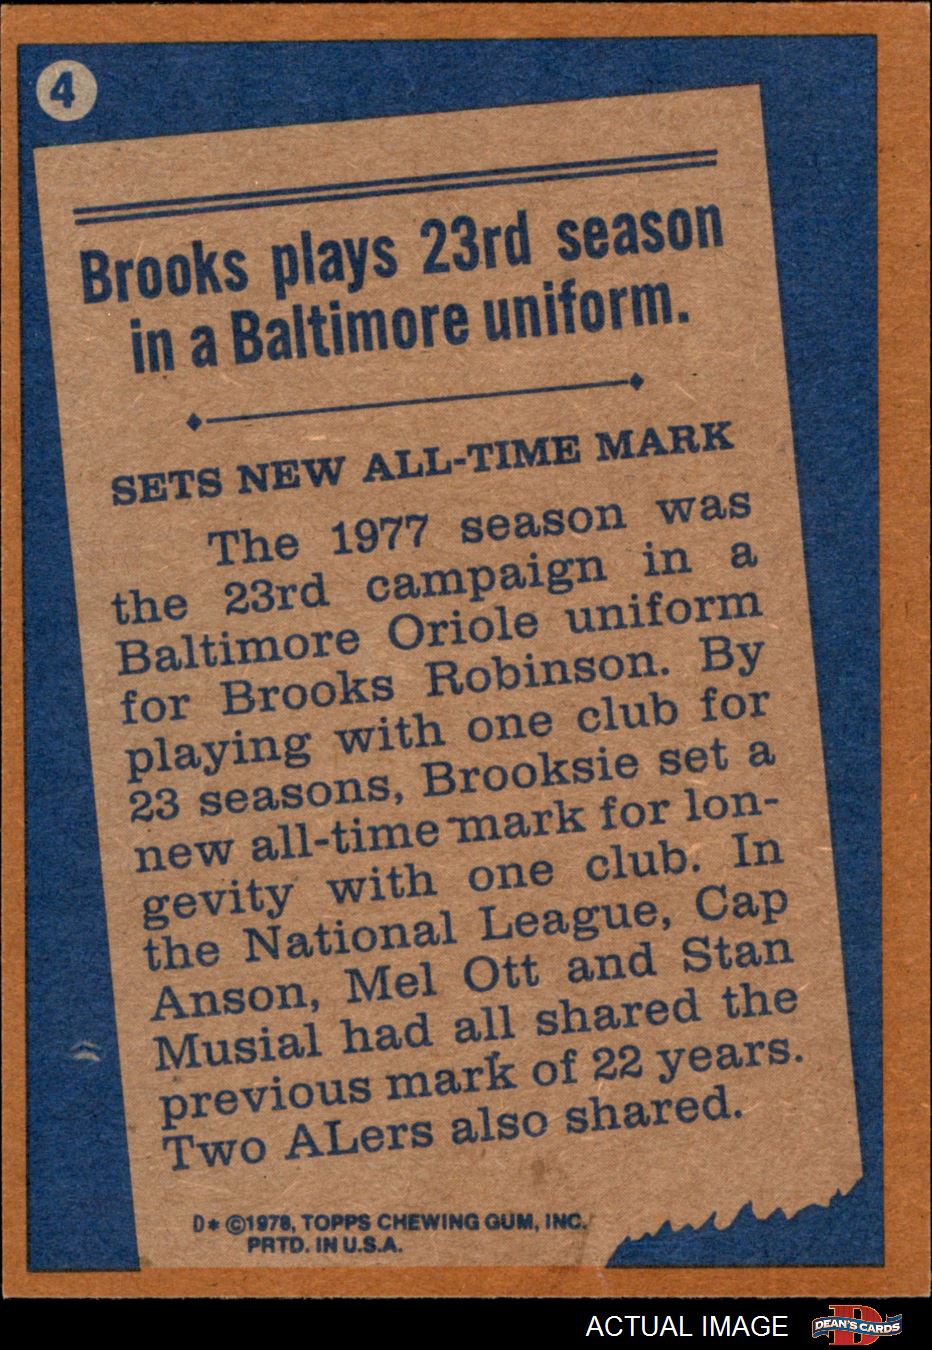 4
Brooks plays 23rd season
in a Baltimore uniform.
SETS NEW ALL-TIME MARK
The 1977 season was
the 23rd campaign in a
Baltimore Oriole uniform
for Brooks Robinson. By
playing with one club for
23 seasons, Brooksie set a
new all-time mark for lon-
gevity with one club. In
the National League, Cap
Anson, Mel Ott and Stan
Musial had all shared the
previous mark of 22 years.
Two ALers also shared.
D* ©1978, TOPPS CHEWING GUM, INC.
PRTD. IN U.S.A.
ACTUAL IMAGE
D
DEAN'S CARDS